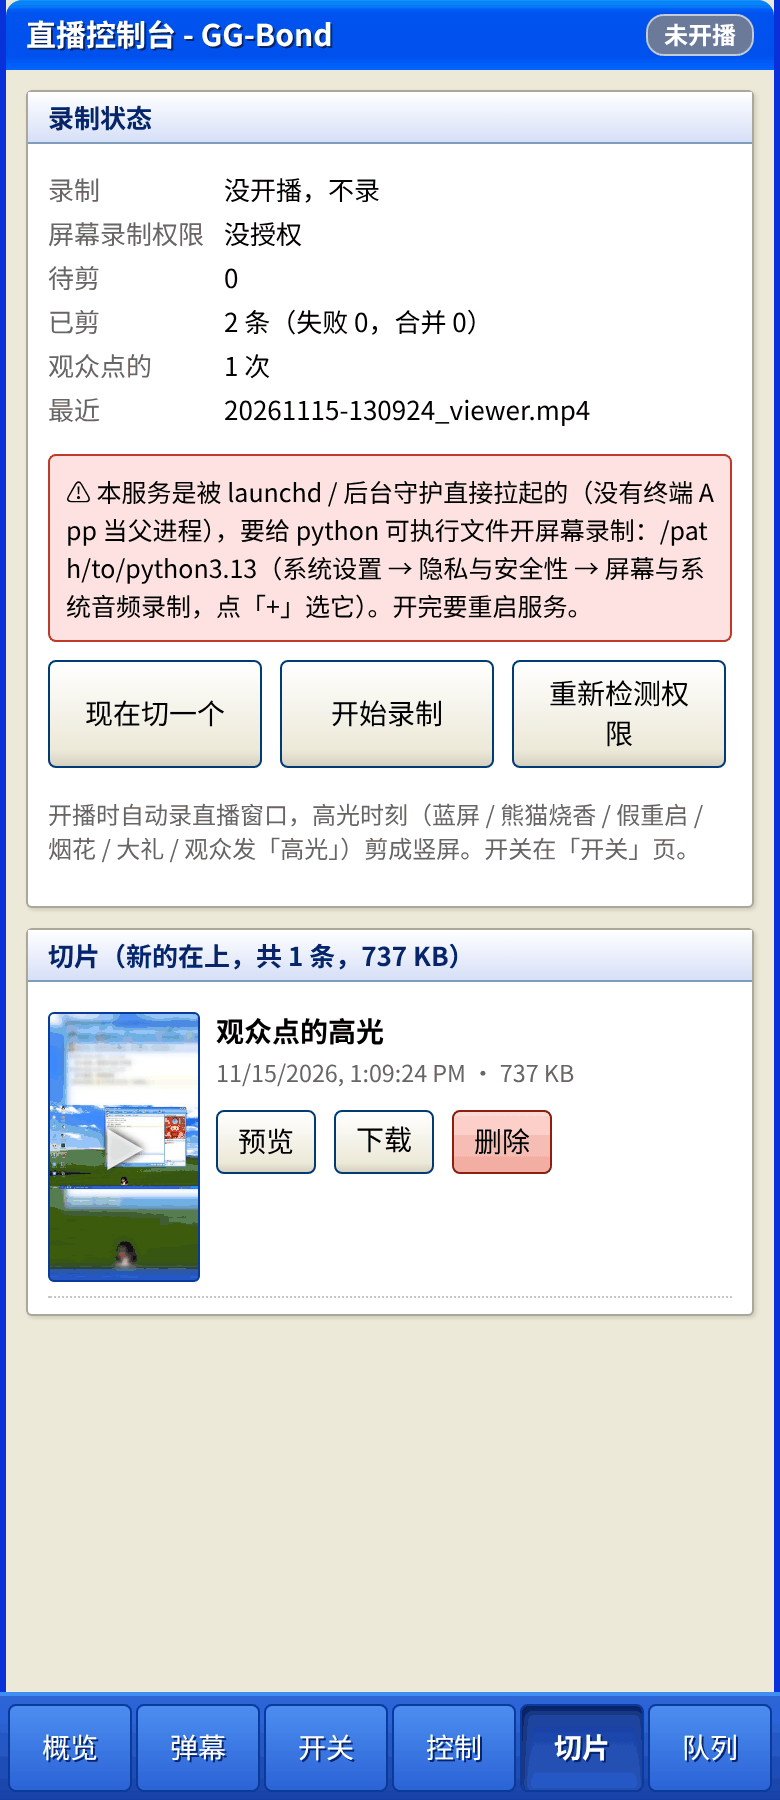 直播控制台 - GG-Bond
未开播
录制状态
录制 没开播，不录
屏幕录制权限 没授权
待剪 0
已剪 2 条（失败 0，合并 0）
观众点的 1 次
最近 20261115-130924_viewer.mp4
⚠ 本服务是被 launchd / 后台守护直接拉起的（没有终端 A
pp 当父进程），要给 python 可执行文件开屏幕录制：/pat
h/to/python3.13（系统设置 → 隐私与安全性 → 屏幕与系
统音频录制，点「+」选它）。开完要重启服务。
现在切一个
开始录制
重新检测权
限
开播时自动录直播窗口，高光时刻（蓝屏 / 熊猫烧香 / 假重启 /
烟花 / 大礼 / 观众发「高光」）剪成竖屏。开关在「开关」页。
切片（新的在上，共 1 条，737 KB）
观众点的高光
11/15/2026, 1:09:24 PM · 737 KB
预览
下载
删除
概览
弹幕
开关
控制
切片
队列